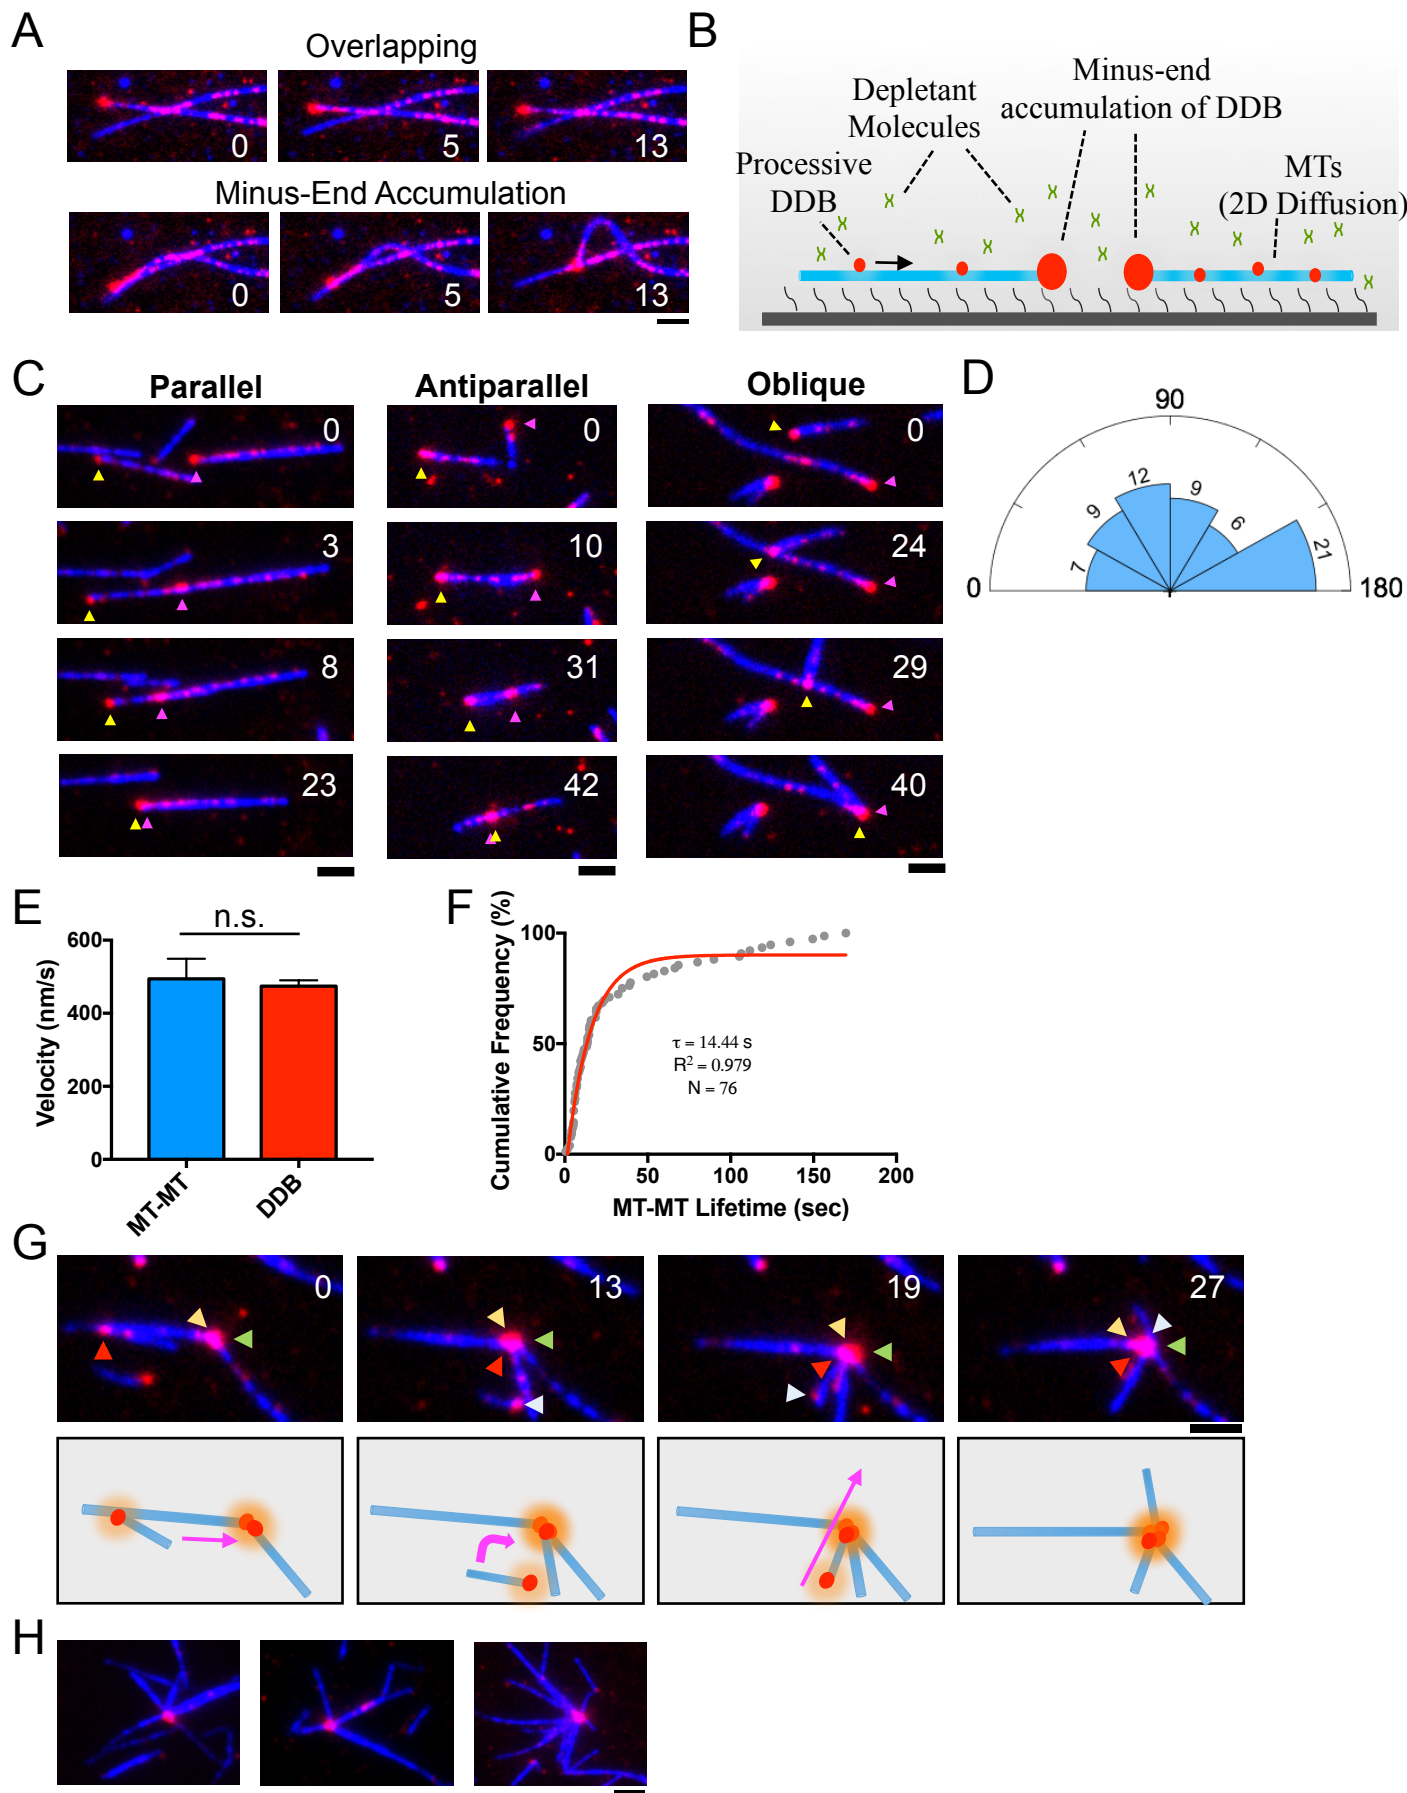 A
Overlapping
0
5
13
Minus-End Accumulation
0
5
13
B
Depletant
Molecules
Minus-end
accumulation of DDB
Processive
DDB
MTs
(2D Diffusion)
C
Parallel
Antiparallel
Oblique
0
0
0
3
10
24
8
31
29
23
42
40
D
90
0
180
7
9
12
9
6
21
E
n.s.
Velocity (nm/s)
600
400
200
0
MT-MT
DDB
F
Cumulative Frequency (%)
100
50
0
τ = 14.44 s
R² = 0.979
N = 76
0
50
100
150
200
MT-MT Lifetime (sec)
G
0
13
19
27
H